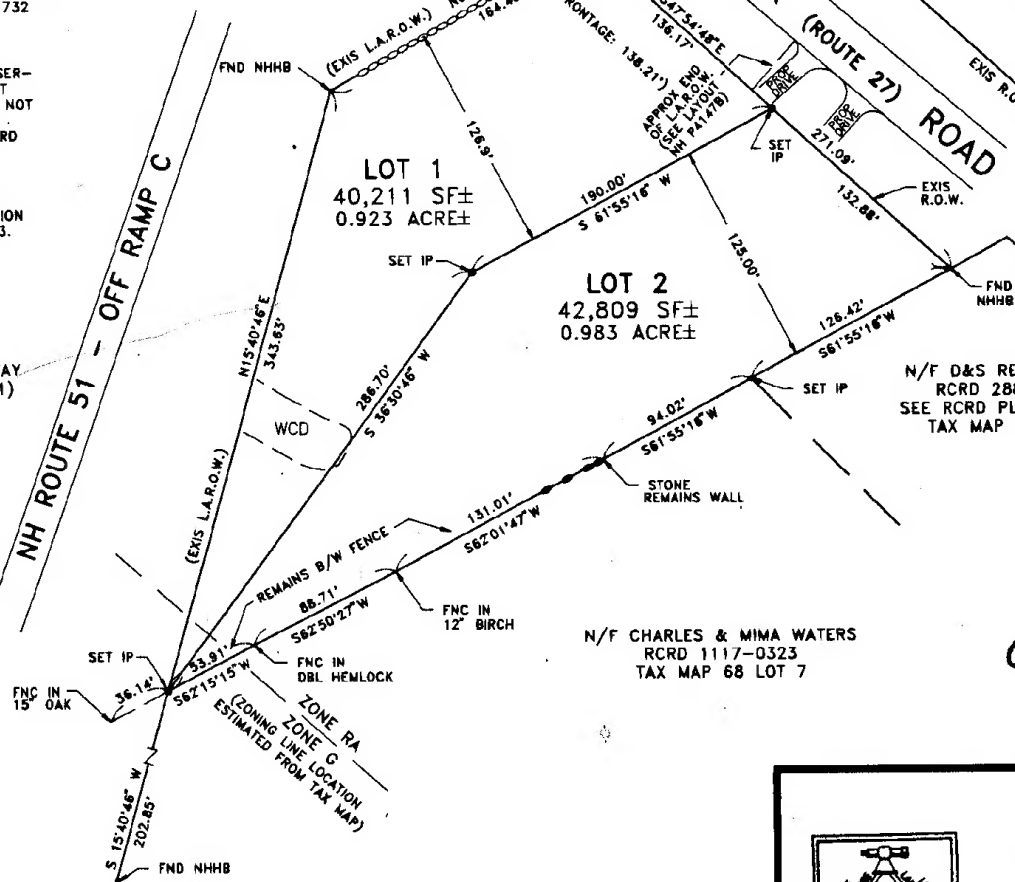 732
SER-
T
NOT
RD
ION
3.
AY
1)
NH ROUTE 51 - OFF RAMP C
FND NHHB
(EXIS L.A.R.O.W.)
126.9'
LOT 1
40,211 SF±
0.923 ACRE±
FRONTAGE: 138.21')
S47°54'48"E
136.17'
APPROX END
OF L.A.R.O.W.
(SEE LAYOUT
NH P4147B)
PROP
DRIVE
PROP
DRIVE
(ROUTE 27) ROAD
EXIS R.O.
SET
IP
271.09'
EXIS
R.O.W.
132.88'
190.00'
S 61°55'16" W
SET IP
125.00'
LOT 2
42,809 SF±
0.983 ACRE±
FND
NHHB
126.42'
S61°55'16"W
SET IP
N/F D&S RE
RCRD 288
SEE RCRD PL
TAX MAP
N15°40'46"E
343.63'
286.70'
S 36°30'46" W
WCD
(EXIS L.A.R.O.W.)
94.02'
S61°55'16"W
STONE
REMAINS WALL
131.01'
S62°01'47"W
REMAINS B/W FENCE
88.71'
S62°50'27"W
FNC IN
12" BIRCH
N/F CHARLES & MIMA WATERS
RCRD 1117-0323
TAX MAP 68 LOT 7
SET IP
53.91'
S62°15'15"W
FNC IN
DBL HEMLOCK
36.14'
FNC IN
15" OAK
ZONE RA
ZONE G
(ZONING LINE LOCATION
ESTIMATED FROM TAX MAP)
S 15°40'46" W
202.85'
FND NHHB